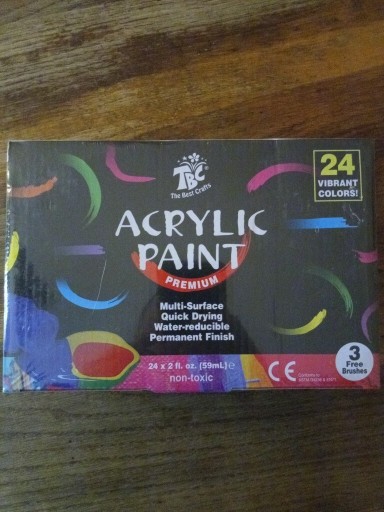 TBC
The Best Crafts
24
VIBRANT
COLORS!
ACRYLIC
PAINT
PREMIUM
Multi-Surface
Quick Drying
Water-reducible
Permanent Finish
24 x 2 fl. oz. (59mL)℮
non-toxic
CE
3
Free
Brushes